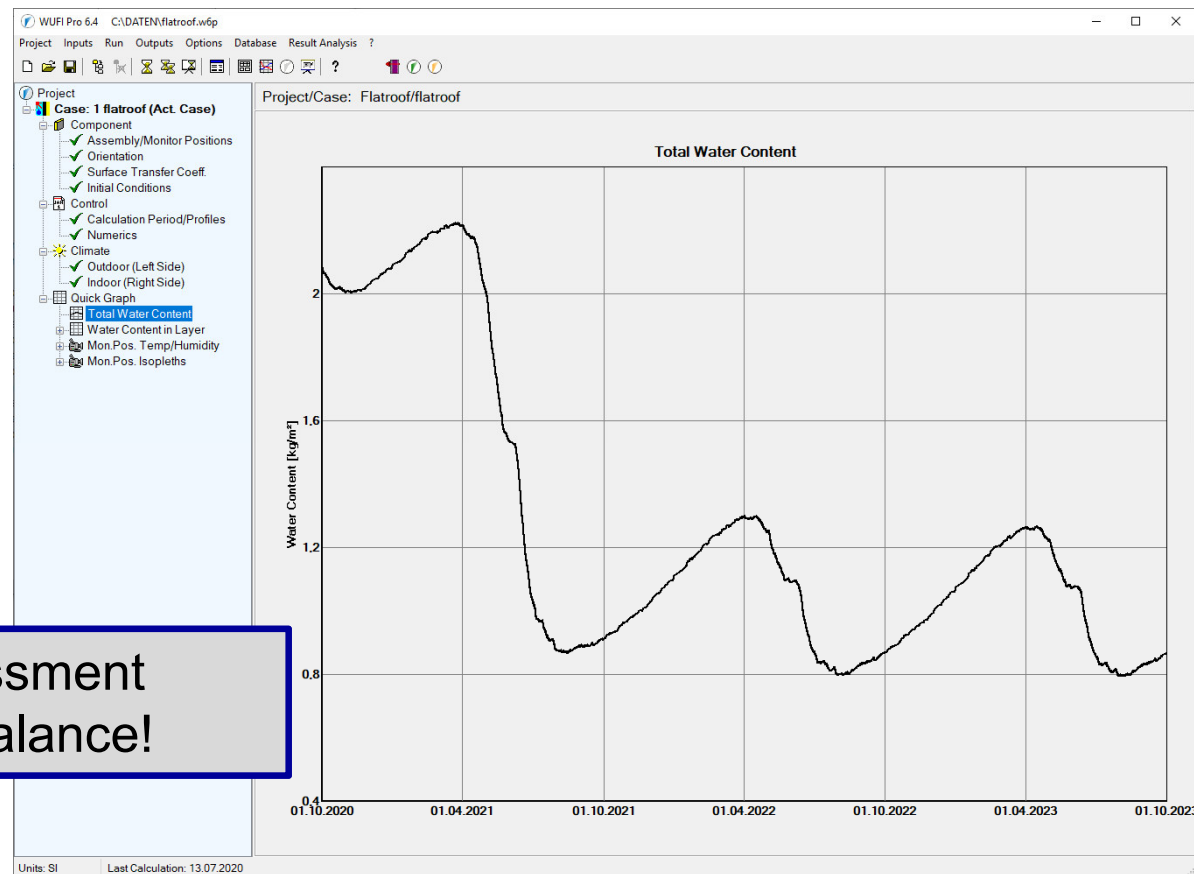 WUFI Pro 6.4 C:\DATEN\flatroof.w6p
Project Inputs Run Outputs Options Database Result Analysis ?
Project
Case: 1 flatroof (Act. Case)
Component
Assembly/Monitor Positions
Orientation
Surface Transfer Coeff.
Initial Conditions
Control
Calculation Period/Profiles
Numerics
Climate
Outdoor (Left Side)
Indoor (Right Side)
Quick Graph
Total Water Content
Water Content in Layer
Mon.Pos. Temp/Humidity
Mon.Pos. Isopleths
Project/Case: Flatroof/flatroof
Total Water Content
Water Content [kg/m²]
2
1,6
1,2
0,8
0,4
01.10.2020 01.04.2021 01.10.2021 01.04.2022 01.10.2022 01.04.2023 01.10.2023
ssment
alance!
Units: SI Last Calculation: 13.07.2020